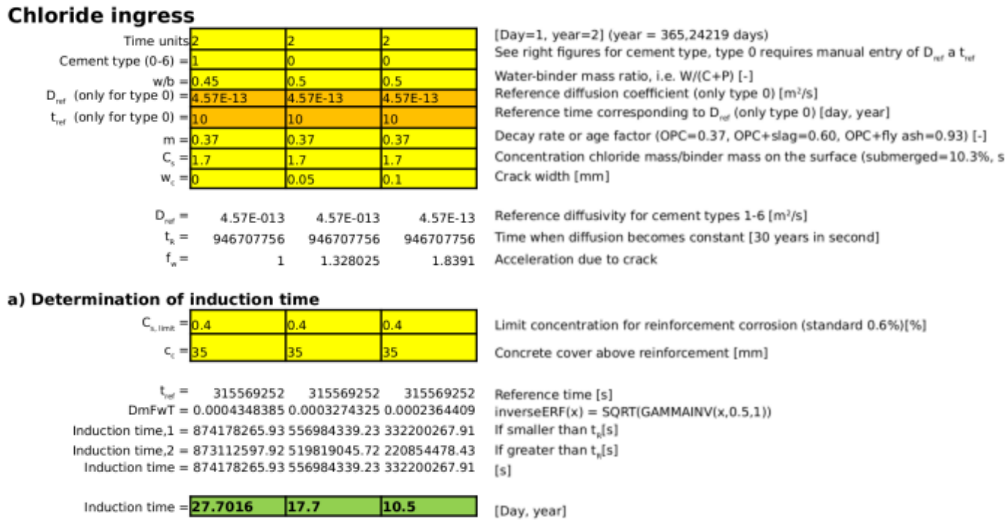 Chloride ingress
Time units 2 2 2 [Day=1, year=2] (year = 365,24219 days)
Cement type (0-6) = 1 0 0 See right figures for cement type, type 0 requires manual entry of Dref a tref
w/b = 0.45 0.5 0.5 Water-binder mass ratio, i.e. W/(C+P) [-]
Dref (only for type 0) = 4.57E-13 4.57E-13 4.57E-13 Reference diffusion coefficient (only type 0) [m²/s]
tref (only for type 0) = 10 10 10 Reference time corresponding to Dref (only type 0) [day, year]
m = 0.37 0.37 0.37 Decay rate or age factor (OPC=0.37, OPC+slag=0.60, OPC+fly ash=0.93) [-]
Cs = 1.7 1.7 1.7 Concentration chloride mass/binder mass on the surface (submerged=10.3%, s
wc = 0 0.05 0.1 Crack width [mm]
Dref = 4.57E-013 4.57E-013 4.57E-13 Reference diffusivity for cement types 1-6 [m²/s]
tR = 946707756 946707756 946707756 Time when diffusion becomes constant [30 years in second]
fw = 1 1.328025 1.8391 Acceleration due to crack
a) Determination of induction time
Cs, limit = 0.4 0.4 0.4 Limit concentration for reinforcement corrosion (standard 0.6%)[%]
cc = 35 35 35 Concrete cover above reinforcement [mm]
tref = 315569252 315569252 315569252 Reference time [s]
DmFwT = 0.0004348385 0.0003274325 0.0002364409 inverseERF(x) = SQRT(GAMMAINV(x,0.5,1))
Induction time,1 = 874178265.93 556984339.23 332200267.91 If smaller than tR[s]
Induction time,2 = 873112597.92 519819045.72 220854478.43 If greater than tR[s]
Induction time = 874178265.93 556984339.23 332200267.91 [s]
Induction time = 27.7016 17.7 10.5 [Day, year]